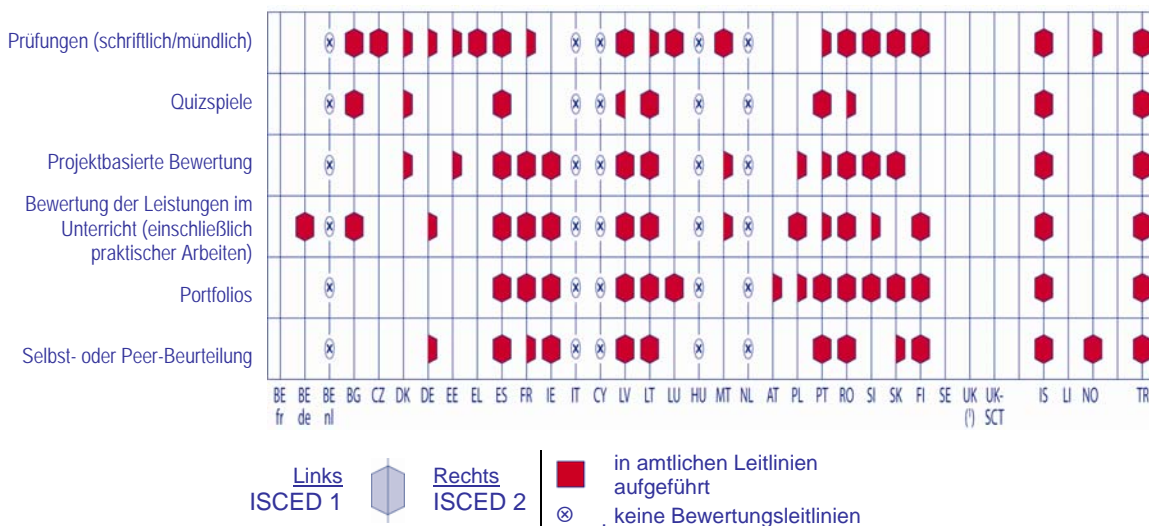 Prüfungen (schriftlich/mündlich)
Quizspiele
Projektbasierte Bewertung
Bewertung der Leistungen im
Unterricht (einschließlich
praktischer Arbeiten)
Portfolios
Selbst- oder Peer-Beurteilung
BE BE BE BG CZ DK DE EE EL ES FR IE IT CY LV LT LU HU MT NL AT PL PT RO SI SK FI SE UK UK- IS LI NO TR
fr de nl (¹) SCT
Links Rechts
ISCED 1 ISCED 2
in amtlichen Leitlinien
aufgeführt
keine Bewertungsleitlinien